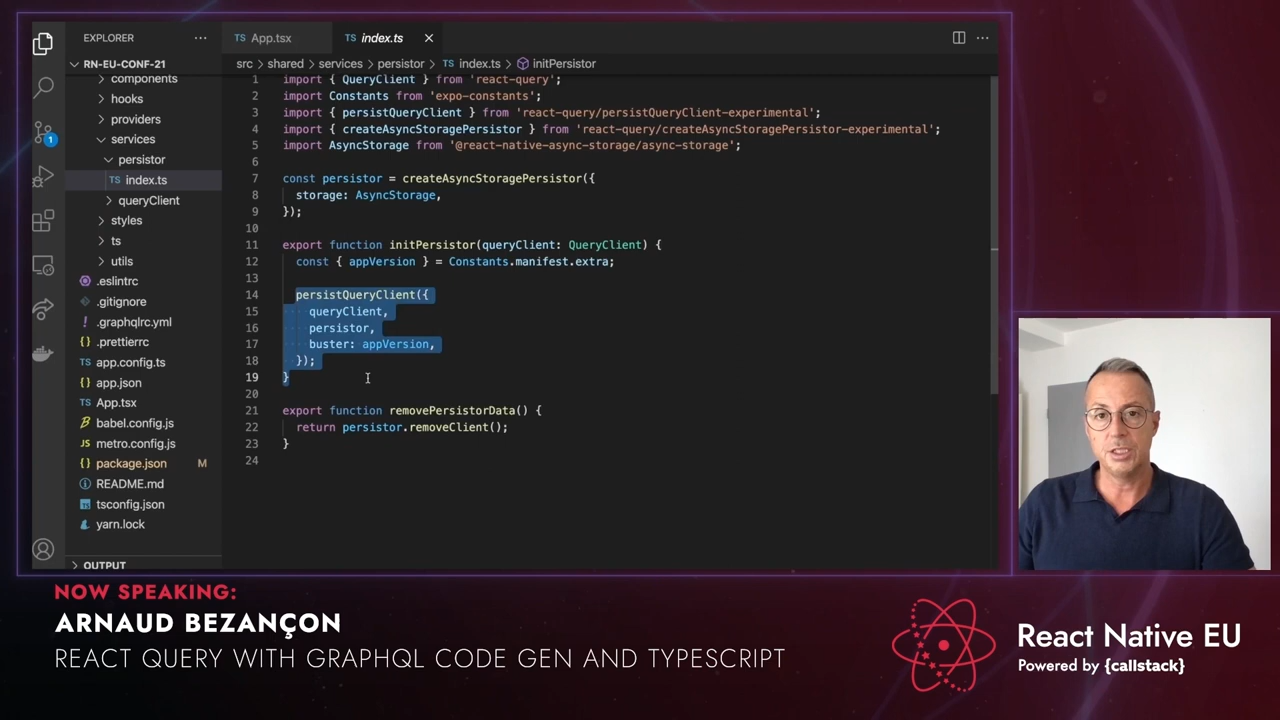 EXPLORER
RN-EU-CONF-21
components
hooks
providers
services
persistor
TS index.ts
queryClient
styles
ts
utils
.eslintrc
.gitignore
! .graphqlrc.yml
{} .prettierrc
TS app.config.ts
{} app.json
TS App.tsx
babel.config.js
JS metro.config.js
{} package.json M
README.md
tsconfig.json
yarn.lock
OUTPUT
1
TS App.tsx
TS index.ts
src > shared > services > persistor > TS index.ts > initPersistor
1 import { QueryClient } from 'react-query';
2 import Constants from 'expo-constants';
3 import { persistQueryClient } from 'react-query/persistQueryClient-experimental';
4 import { createAsyncStoragePersistor } from 'react-query/createAsyncStoragePersistor-experimental';
5 import AsyncStorage from '@react-native-async-storage/async-storage';
6
7 const persistor = createAsyncStoragePersistor({
8 storage: AsyncStorage,
9 });
10
11 export function initPersistor(queryClient: QueryClient) {
12 const { appVersion } = Constants.manifest.extra;
13
14 persistQueryClient({
15 queryClient,
16 persistor,
17 buster: appVersion,
18 });
19 }
20
21 export function removePersistorData() {
22 return persistor.removeClient();
23 }
24
NOW SPEAKING:
ARNAUD BEZANÇON
REACT QUERY WITH GRAPHQL CODE GEN AND TYPESCRIPT
React Native EU
Powered by {callstack}